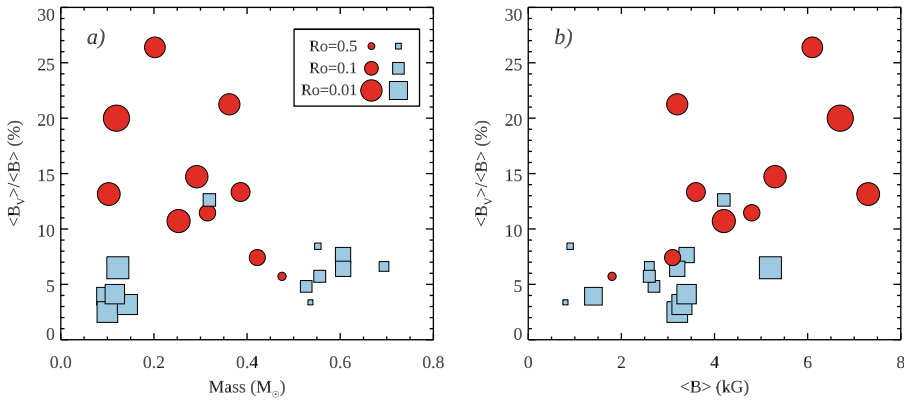 a)
Ro=0.5
Ro=0.1
Ro=0.01
30
25
20
15
10
5
0
<B_V>/<B> (%)
0.0 0.2 0.4 0.6 0.8
Mass (M_☉)
b)
30
25
20
15
10
5
0
<B_V>/<B> (%)
0 2 4 6 8
<B> (kG)